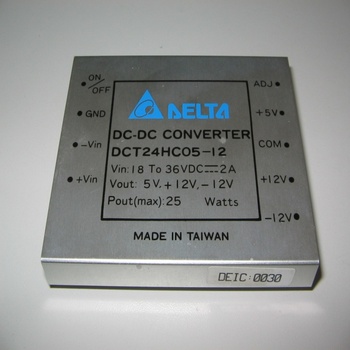 ON/OFF
GND
-Vin
+Vin
DELTA
DC-DC CONVERTER
DCT24HC05-12
Vin: 18 To 36VDC⎓2A
Vout: 5V, +12V, -12V
Pout(max): 25 Watts
ADJ
+5V
COM
+12V
-12V
MADE IN TAIWAN
DEIC:0030